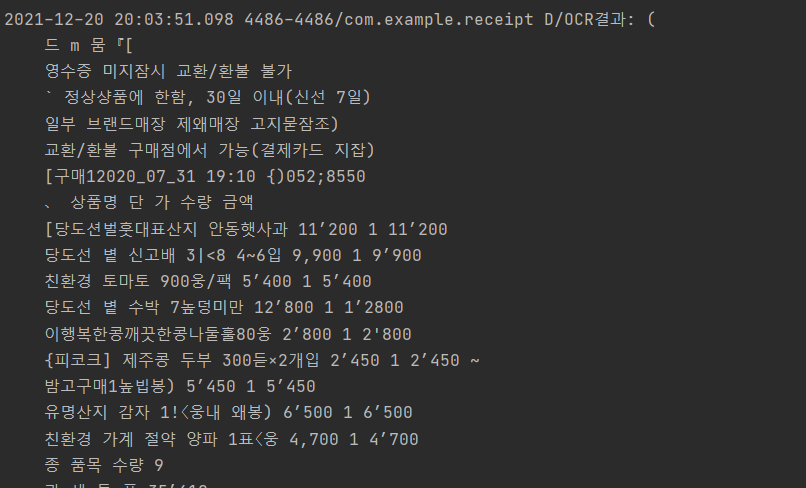 2021-12-20 20:03:51.098 4486-4486/com.example.receipt D/OCR결과: (
드 m 뭄『[
영수증 미지잠시 교환/환불 불가
` 정상샹품에 한함, 30일 이내(신선 7일)
일부 브랜드매장 제왜매장 고지문잠조)
교환/환불 구매점에서 가능(결제카드 지잡)
[구매12020_07_31 19:10 {)052;8550
、 상품명 단 가 수량 금액
[당도션벌훗대표산지 안동햇사과 11’200 1 11’200
당도선 볕 신고배 3|<8 4~6입 9,900 1 9’900
친환경 토마토 900웅/팩 5’400 1 5’400
당도선 볕 수박 7높덩미만 12’800 1 1’2800
이행복한콩깨끗한콩나둘훌80웅 2’800 1 2'800
{피코크] 제주콩 두부 300듣×2개입 2’450 1 2’450 ~
밤고구매1높빕봉) 5’450 1 5’450
유명산지 감자 1!〈웅내 왜봉) 6’500 1 6’500
친환경 가계 절약 양파 1표〈웅 4,700 1 4’700
종 품목 수량 9